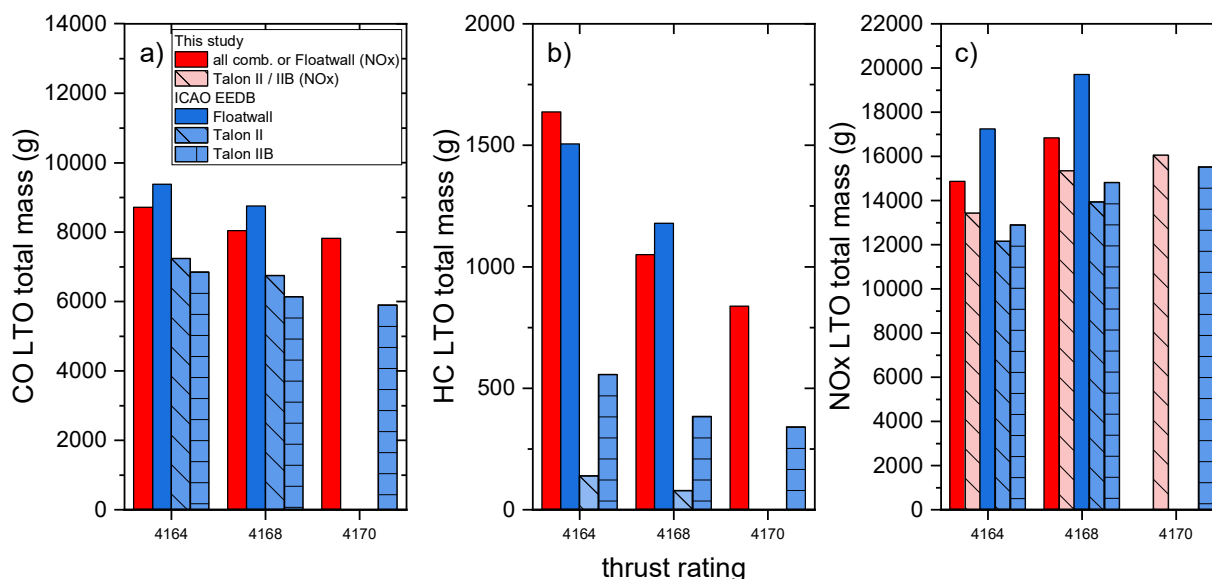 a)
This study
all comb. or Floatwall (NOx)
Talon II / IIB (NOx)
ICAO EEDB
Floatwall
Talon II
Talon IIB
14000
12000
10000
8000
6000
4000
2000
0
CO LTO total mass (g)
4164
4168
4170
b)
2000
1500
1000
500
0
HC LTO total mass (g)
4164
4168
4170
thrust rating
c)
22000
20000
18000
16000
14000
12000
10000
8000
6000
4000
2000
0
NOx LTO total mass (g)
4164
4168
4170